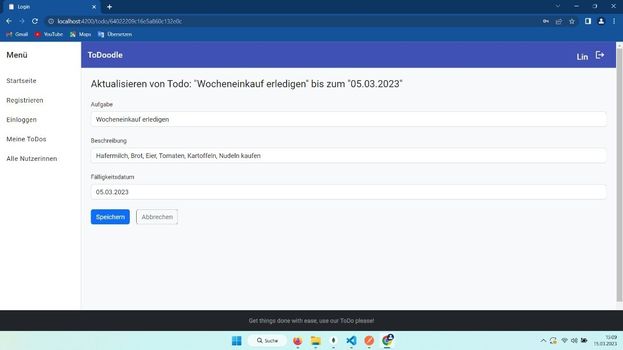 Login
localhost:4200/todo/64022209c16e5a860c132e0c
Gmail YouTube Maps Übersetzen
Menü
ToDoodle
Lin
Startseite
Registrieren
Einloggen
Meine ToDos
Alle Nutzerinnen
Aktualisieren von Todo: "Wocheneinkauf erledigen" bis zum "05.03.2023"
Aufgabe
Wocheneinkauf erledigen
Beschreibung
Hafermilch, Brot, Eier, Tomaten, Kartoffeln, Nudeln kaufen
Fälligkeitsdatum
05.03.2023
Speichern Abbrechen
Get things done with ease, use our ToDo please!
Suche
15.03.2023